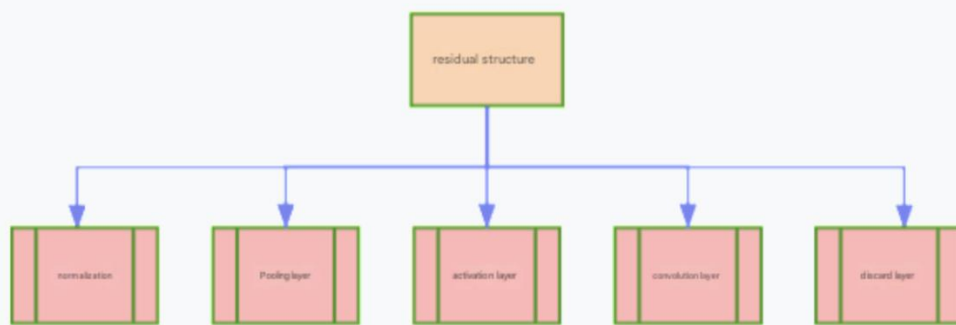 residual structure
normalization
Pooling layer
activation layer
convolution layer
discard layer